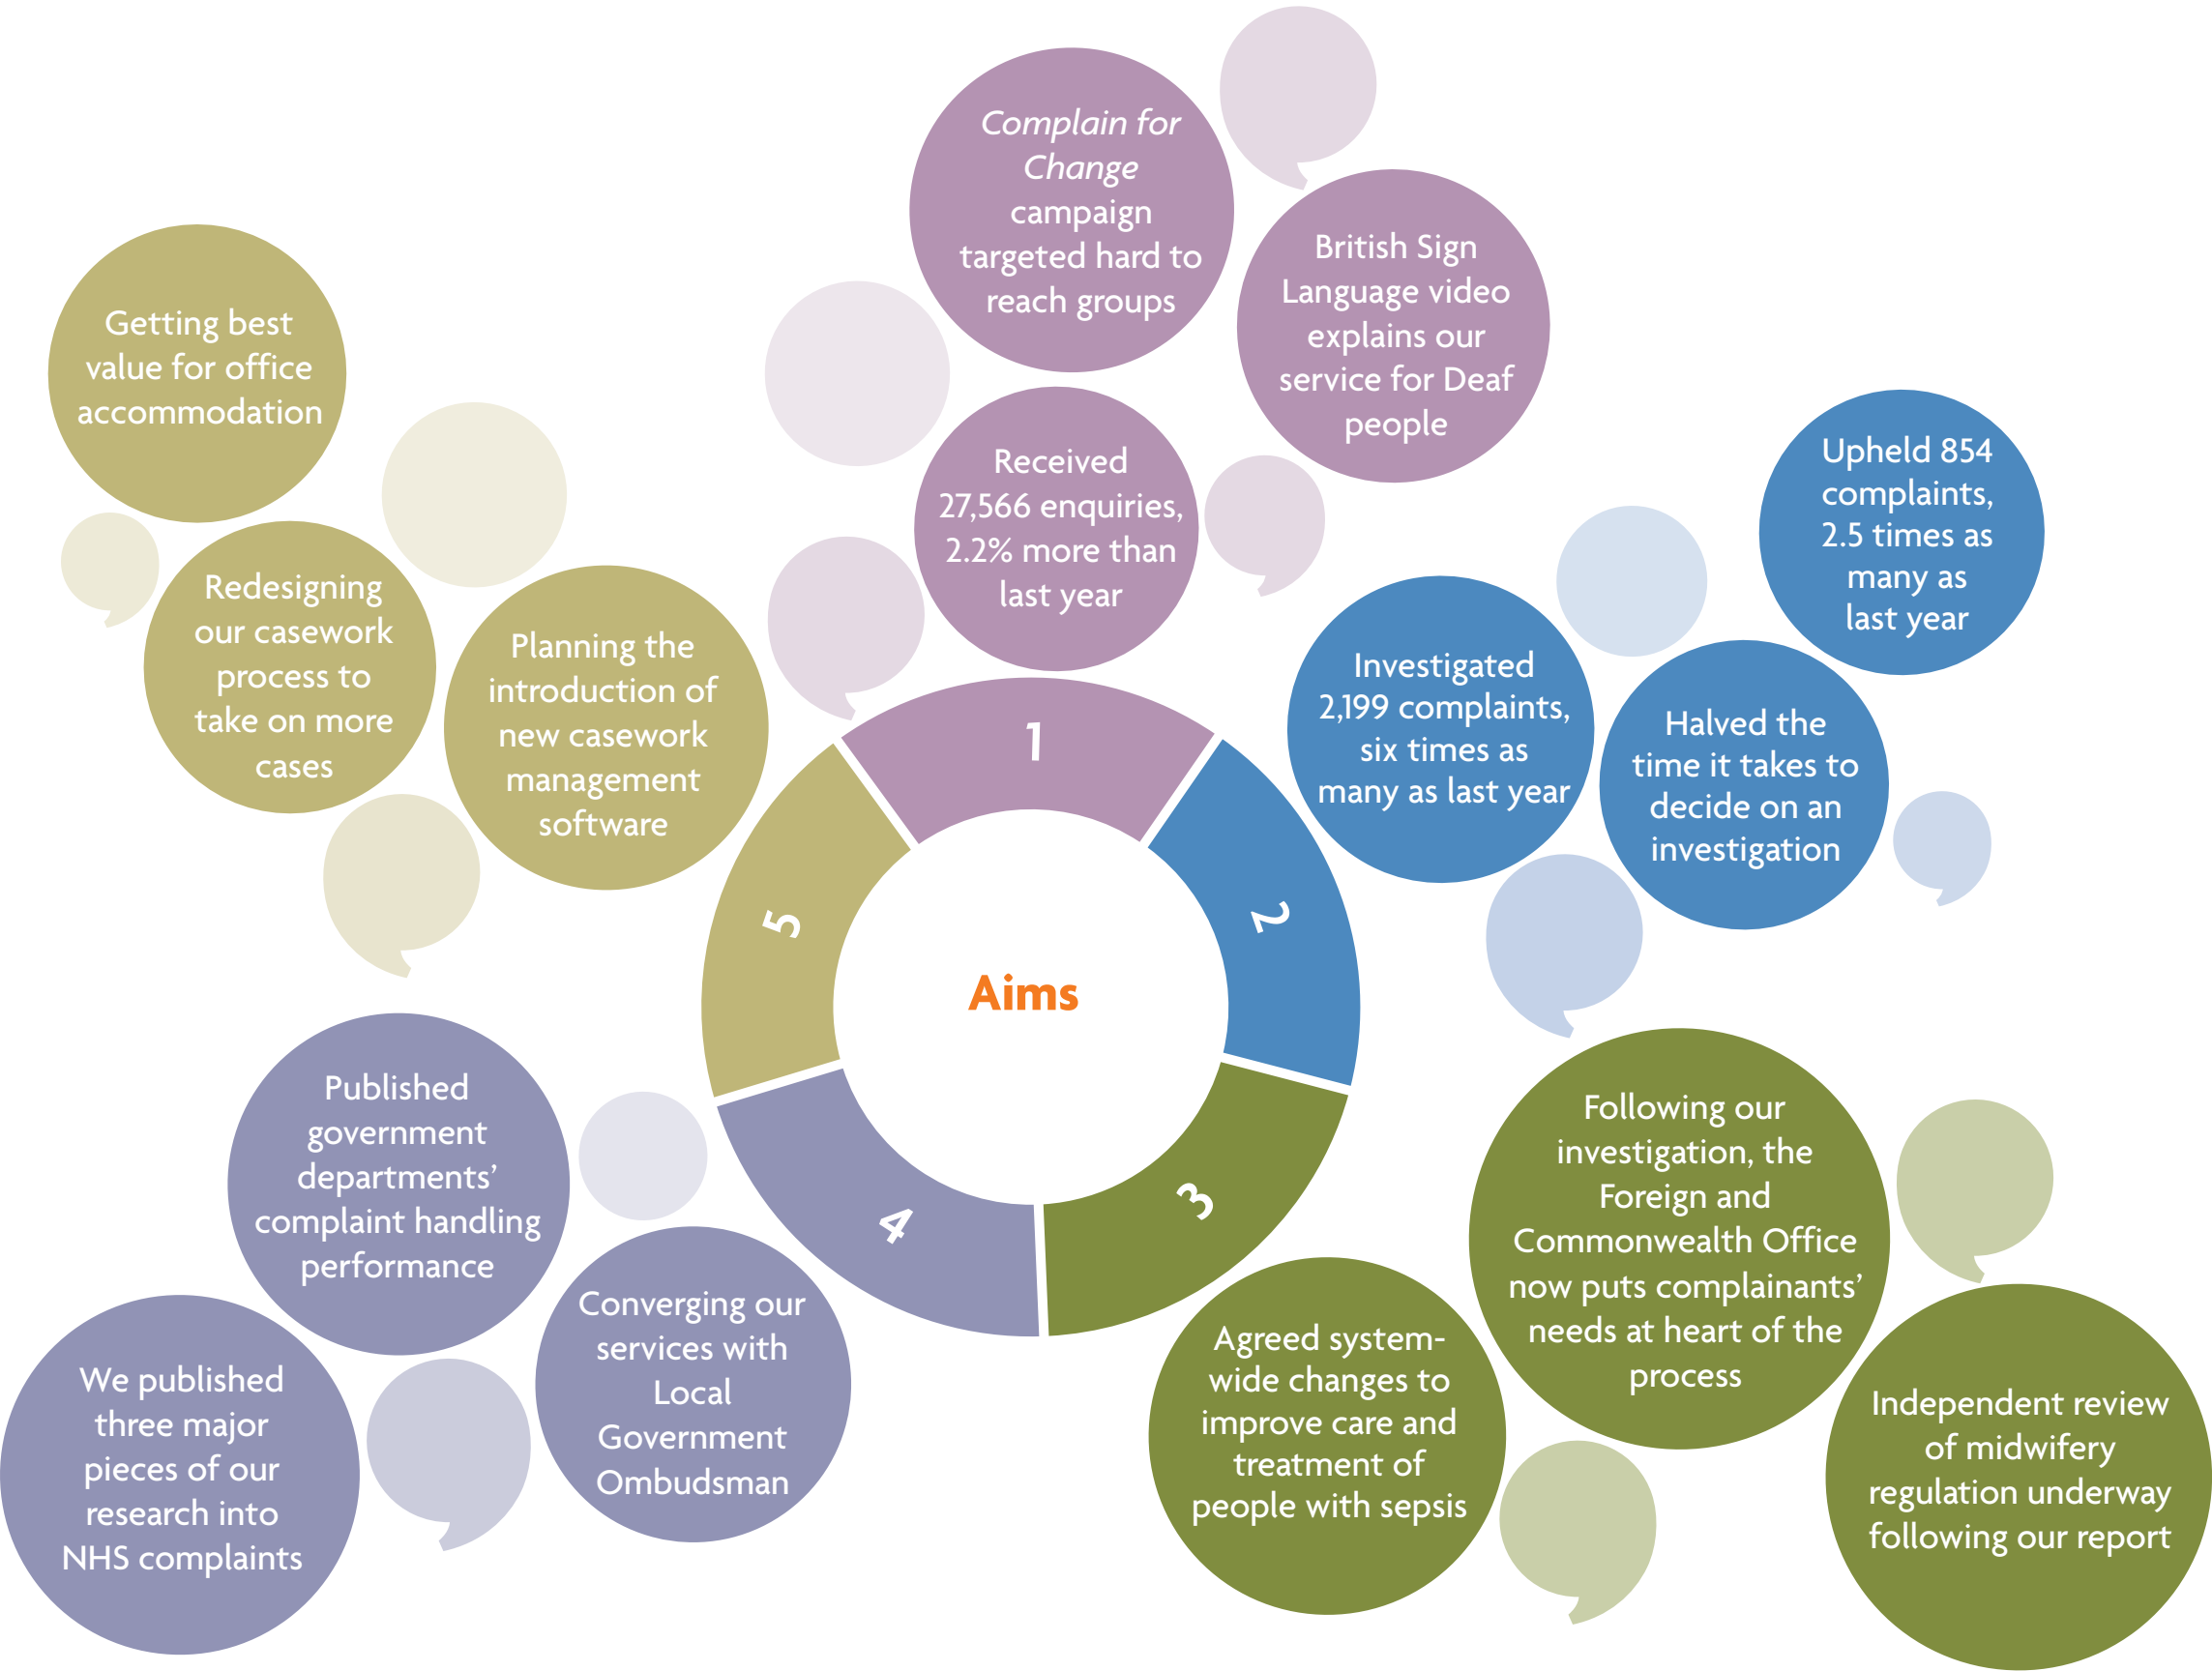 Complain for
Change
campaign
targeted hard to
reach groups
British Sign
Language video
explains our
service for Deaf
people
Received
27,566 enquiries,
2.2% more than
last year
Upheld 854
complaints,
2.5 times as
many as
last year
Investigated
2,199 complaints,
six times as
many as last year
Halved the
time it takes to
decide on an
investigation
Getting best
value for office
accommodation
Redesigning
our casework
process to
take on more
cases
Planning the
introduction of
new casework
management
software
1
2
3
4
5
Aims
Published
government
departments’
complaint handling
performance
We published
three major
pieces of our
research into
NHS complaints
Converging our
services with
Local
Government
Ombudsman
Agreed system-
wide changes to
improve care and
treatment of
people with sepsis
Following our
investigation, the
Foreign and
Commonwealth Office
now puts complainants’
needs at heart of the
process
Independent review
of midwifery
regulation underway
following our report